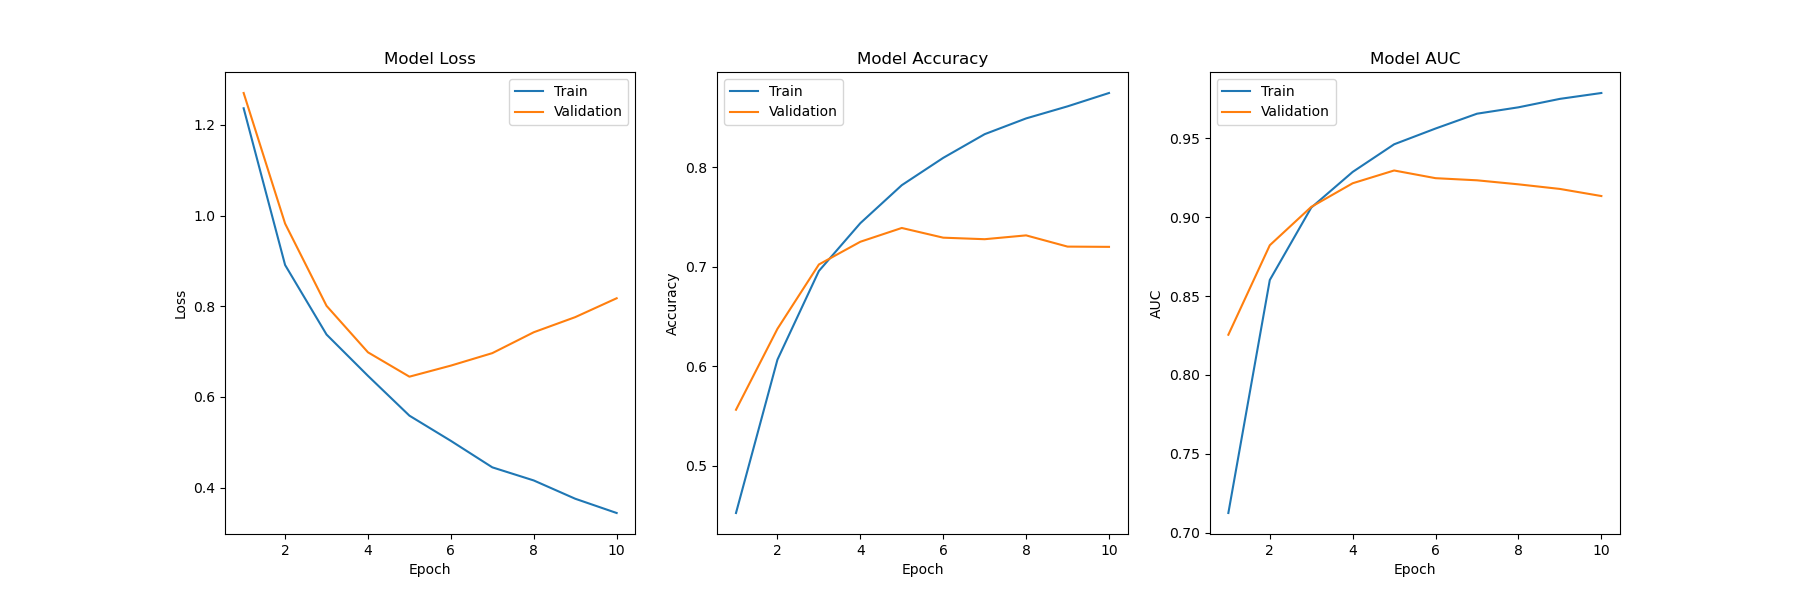 Model Loss
Train
Validation
1.2
1.0
0.8
0.6
0.4
Loss
2 4 6 8 10
Epoch
Model Accuracy
Train
Validation
0.8
0.7
0.6
0.5
Accuracy
2 4 6 8 10
Epoch
Model AUC
Train
Validation
0.95
0.90
0.85
0.80
0.75
0.70
AUC
2 4 6 8 10
Epoch